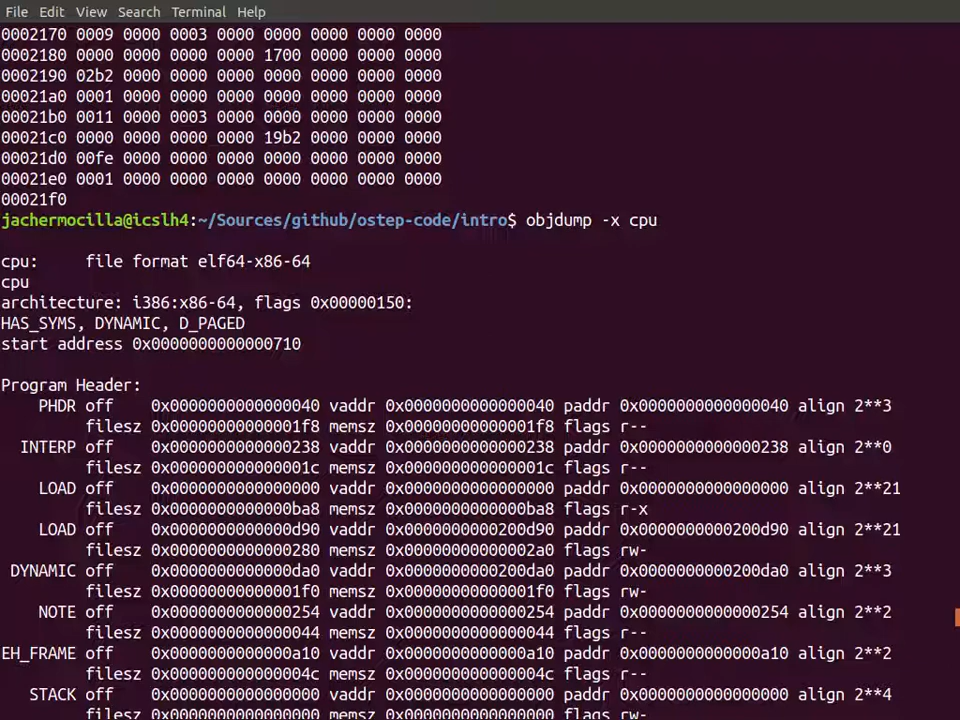 File Edit View Search Terminal Help
0002170 0009 0000 0003 0000 0000 0000 0000 0000
0002180 0000 0000 0000 0000 1700 0000 0000 0000
0002190 02b2 0000 0000 0000 0000 0000 0000 0000
00021a0 0001 0000 0000 0000 0000 0000 0000 0000
00021b0 0011 0000 0003 0000 0000 0000 0000 0000
00021c0 0000 0000 0000 0000 19b2 0000 0000 0000
00021d0 00fe 0000 0000 0000 0000 0000 0000 0000
00021e0 0001 0000 0000 0000 0000 0000 0000 0000
00021f0
jachermocilla@icslh4:~/Sources/github/ostep-code/intro$ objdump -x cpu
cpu:     file format elf64-x86-64
cpu
architecture: i386:x86-64, flags 0x00000150:
HAS_SYMS, DYNAMIC, D_PAGED
start address 0x0000000000000710
Program Header:
PHDR off    0x0000000000000040 vaddr 0x0000000000000040 paddr 0x0000000000000040 align 2**3
filesz 0x00000000000001f8 memsz 0x00000000000001f8 flags r--
INTERP off    0x0000000000000238 vaddr 0x0000000000000238 paddr 0x0000000000000238 align 2**0
filesz 0x000000000000001c memsz 0x000000000000001c flags r--
LOAD off    0x0000000000000000 vaddr 0x0000000000000000 paddr 0x0000000000000000 align 2**21
filesz 0x0000000000000ba8 memsz 0x0000000000000ba8 flags r-x
LOAD off    0x0000000000000d90 vaddr 0x0000000000200d90 paddr 0x0000000000200d90 align 2**21
filesz 0x0000000000000280 memsz 0x00000000000002a0 flags rw-
DYNAMIC off    0x0000000000000da0 vaddr 0x0000000000200da0 paddr 0x0000000000200da0 align 2**3
filesz 0x00000000000001f0 memsz 0x00000000000001f0 flags rw-
NOTE off    0x0000000000000254 vaddr 0x0000000000000254 paddr 0x0000000000000254 align 2**2
filesz 0x0000000000000044 memsz 0x0000000000000044 flags r--
EH_FRAME off    0x0000000000000a10 vaddr 0x0000000000000a10 paddr 0x0000000000000a10 align 2**2
filesz 0x000000000000004c memsz 0x000000000000004c flags r--
STACK off    0x0000000000000000 vaddr 0x0000000000000000 paddr 0x0000000000000000 align 2**4
filesz 0x0000000000000000 memsz 0x0000000000000000 flags rw-